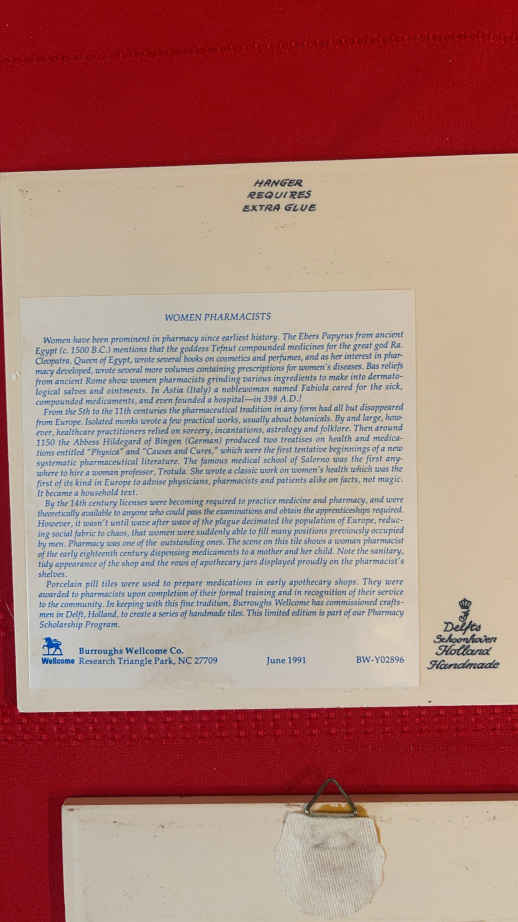 HANGER
REQUIRES
EXTRA GLUE
WOMEN PHARMACISTS
Women have been prominent in pharmacy since earliest history. The Ebers Papyrus from ancient
Egypt (c. 1500 B.C.) mentions that the goddess Tefnut compounded medicines for the great god Ra.
Cleopatra, Queen of Egypt, wrote several books on cosmetics and perfumes, and as her interest in phar-
macy developed, wrote several more volumes containing prescriptions for women's diseases. Bas reliefs
from ancient Rome show women pharmacists grinding various ingredients to make into dermato-
logical salves and ointments. In Astia (Italy) a noblewoman named Fabiola cared for the sick,
compounded medicaments, and even founded a hospital—in 398 A.D.!
From the 5th to the 11th centuries the pharmaceutical tradition in any form had all but disappeared
from Europe. Isolated monks wrote a few practical works, usually about botanicals. By and large, how-
ever, healthcare practitioners relied on sorcery, incantations, astrology and folklore. Then around
1150 the Abbess Hildegard of Bingen (German) produced two treatises on health and medica-
tions entitled "Physica" and "Causes and Cures," which were the first tentative beginnings of a new
systematic pharmaceutical literature. The famous medical school of Salerno was the first any-
where to hire a woman professor, Trotula. She wrote a classic work on women's health which was the
first of its kind in Europe to advise physicians, pharmacists and patients alike on facts, not magic.
It became a household text.
By the 14th century licenses were becoming required to practice medicine and pharmacy, and were
theoretically available to anyone who could pass the examinations and obtain the apprenticeships required.
However, it wasn't until wave after wave of the plague decimated the population of Europe, reduc-
ing social fabric to chaos, that women were suddenly able to fill many positions previously occupied
by men. Pharmacy was one of the outstanding ones. The scene on this tile shows a woman pharmacist
of the early eighteenth century dispensing medicaments to a mother and her child. Note the sanitary,
tidy appearance of the shop and the rows of apothecary jars displayed proudly on the pharmacist's
shelves.
Porcelain pill tiles were used to prepare medications in early apothecary shops. They were
awarded to pharmacists upon completion of their formal training and in recognition of their service
to the community. In keeping with this fine tradition, Burroughs Wellcome has commissioned crafts-
men in Delft, Holland, to create a series of handmade tiles. This limited edition is part of our Pharmacy
Scholarship Program.
Burroughs Wellcome Co.
Wellcome Research Triangle Park, NC 27709 June 1991 BW-Y02896
Delfts
Schoonhoven
Holland
Handmade